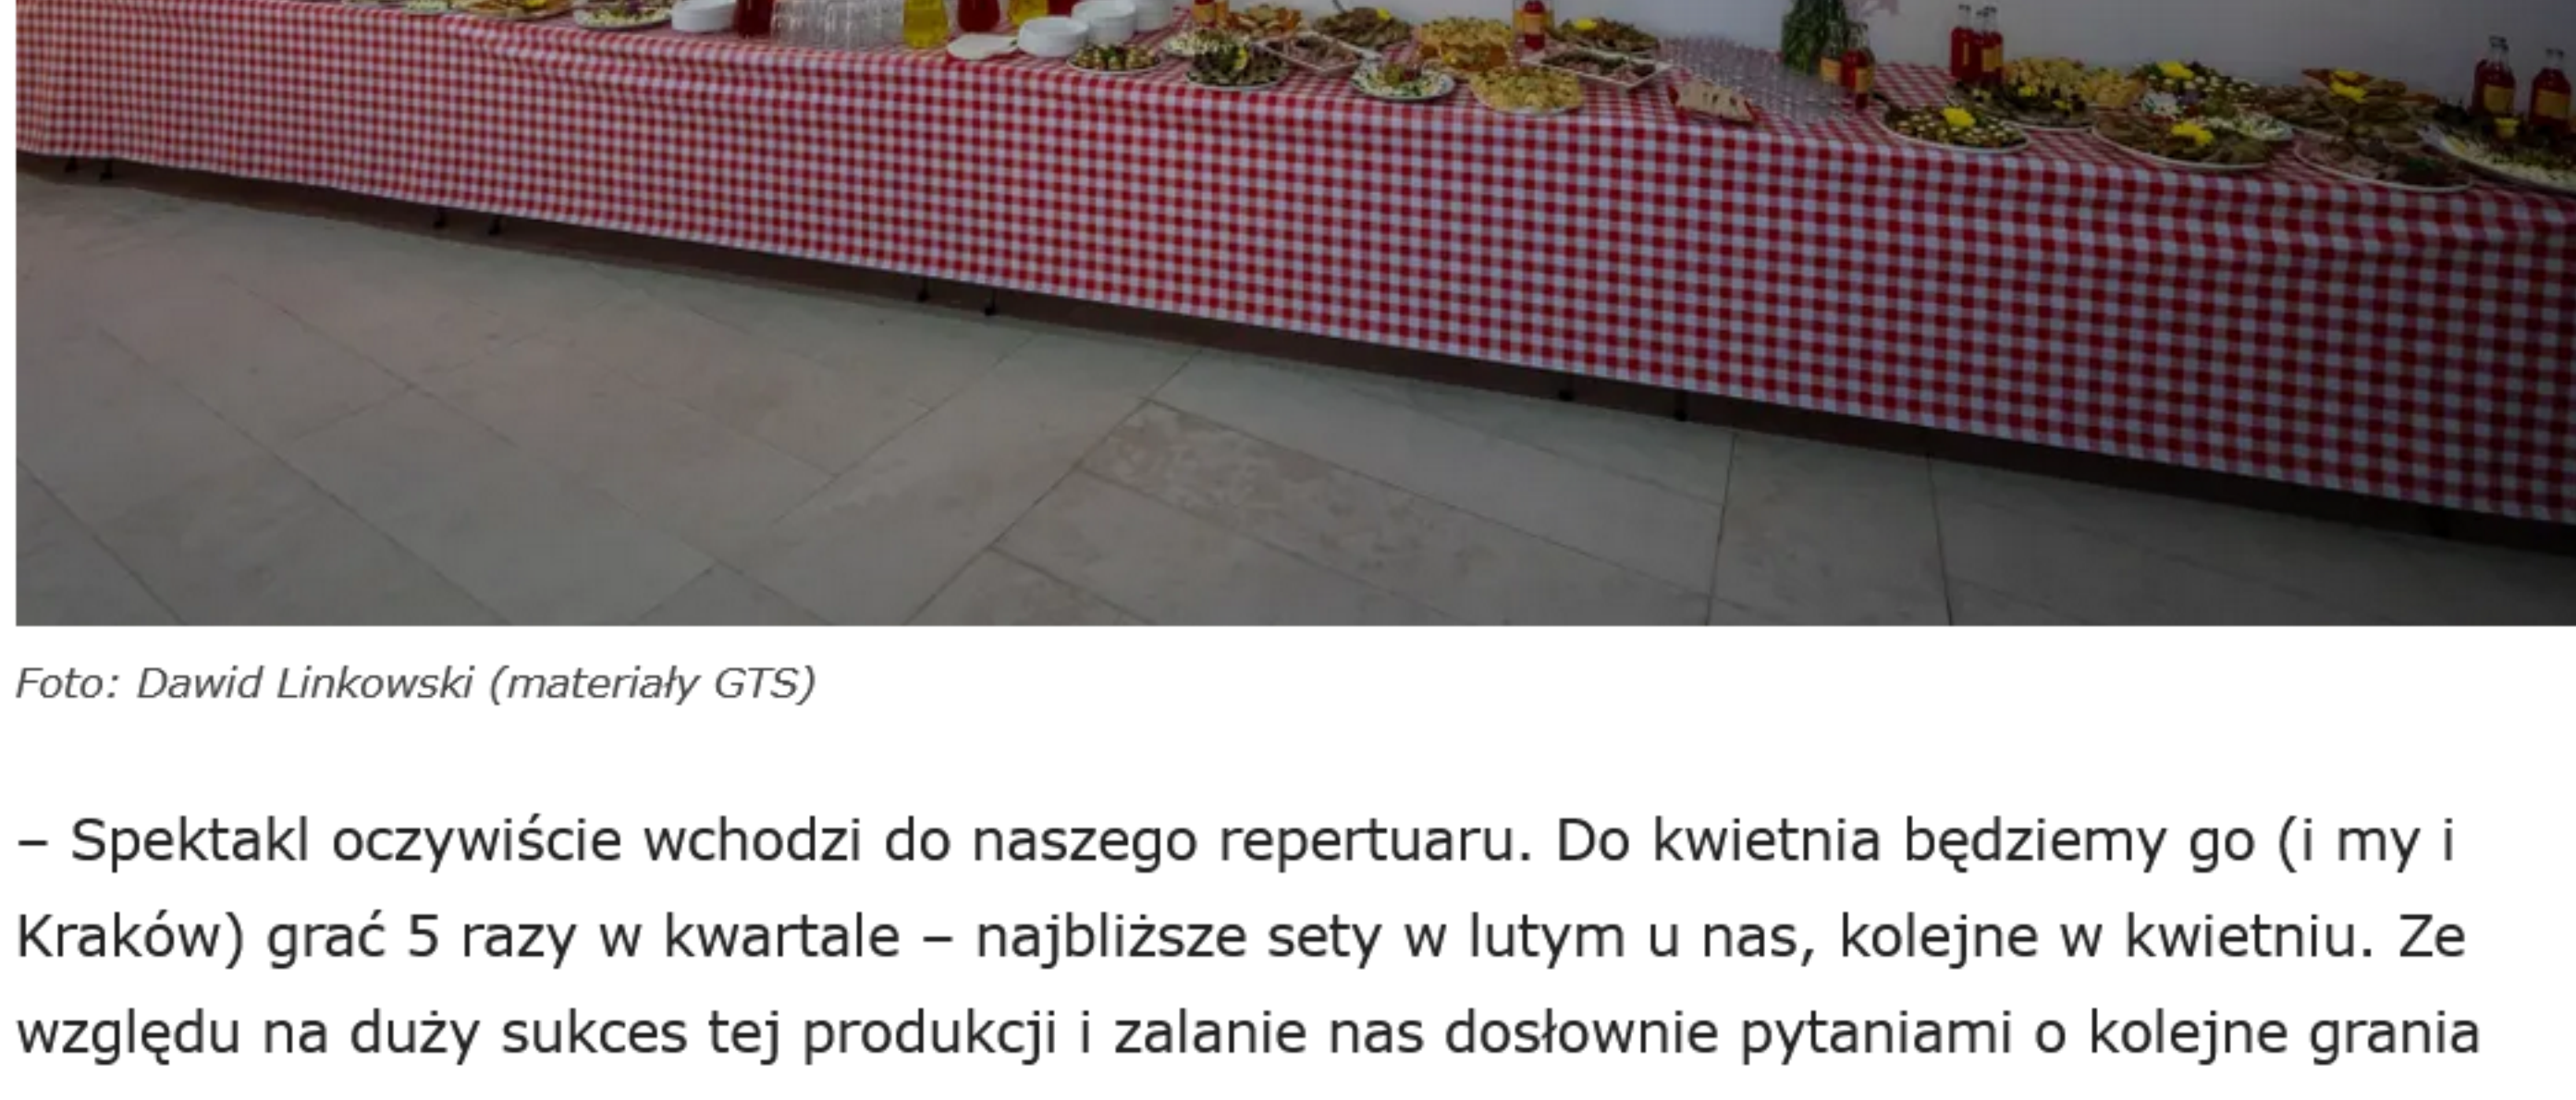 Foto: Dawid Linkowski (materiały GTS)
– Spektakl oczywiście wchodzi do naszego repertuaru. Do kwietnia będziemy go (i my i
Kraków) grać 5 razy w kwartale – najbliższe sety w lutym u nas, kolejne w kwietniu. Ze
względu na duży sukces tej produkcji i zalanie nas dosłownie pytaniami o kolejne grania